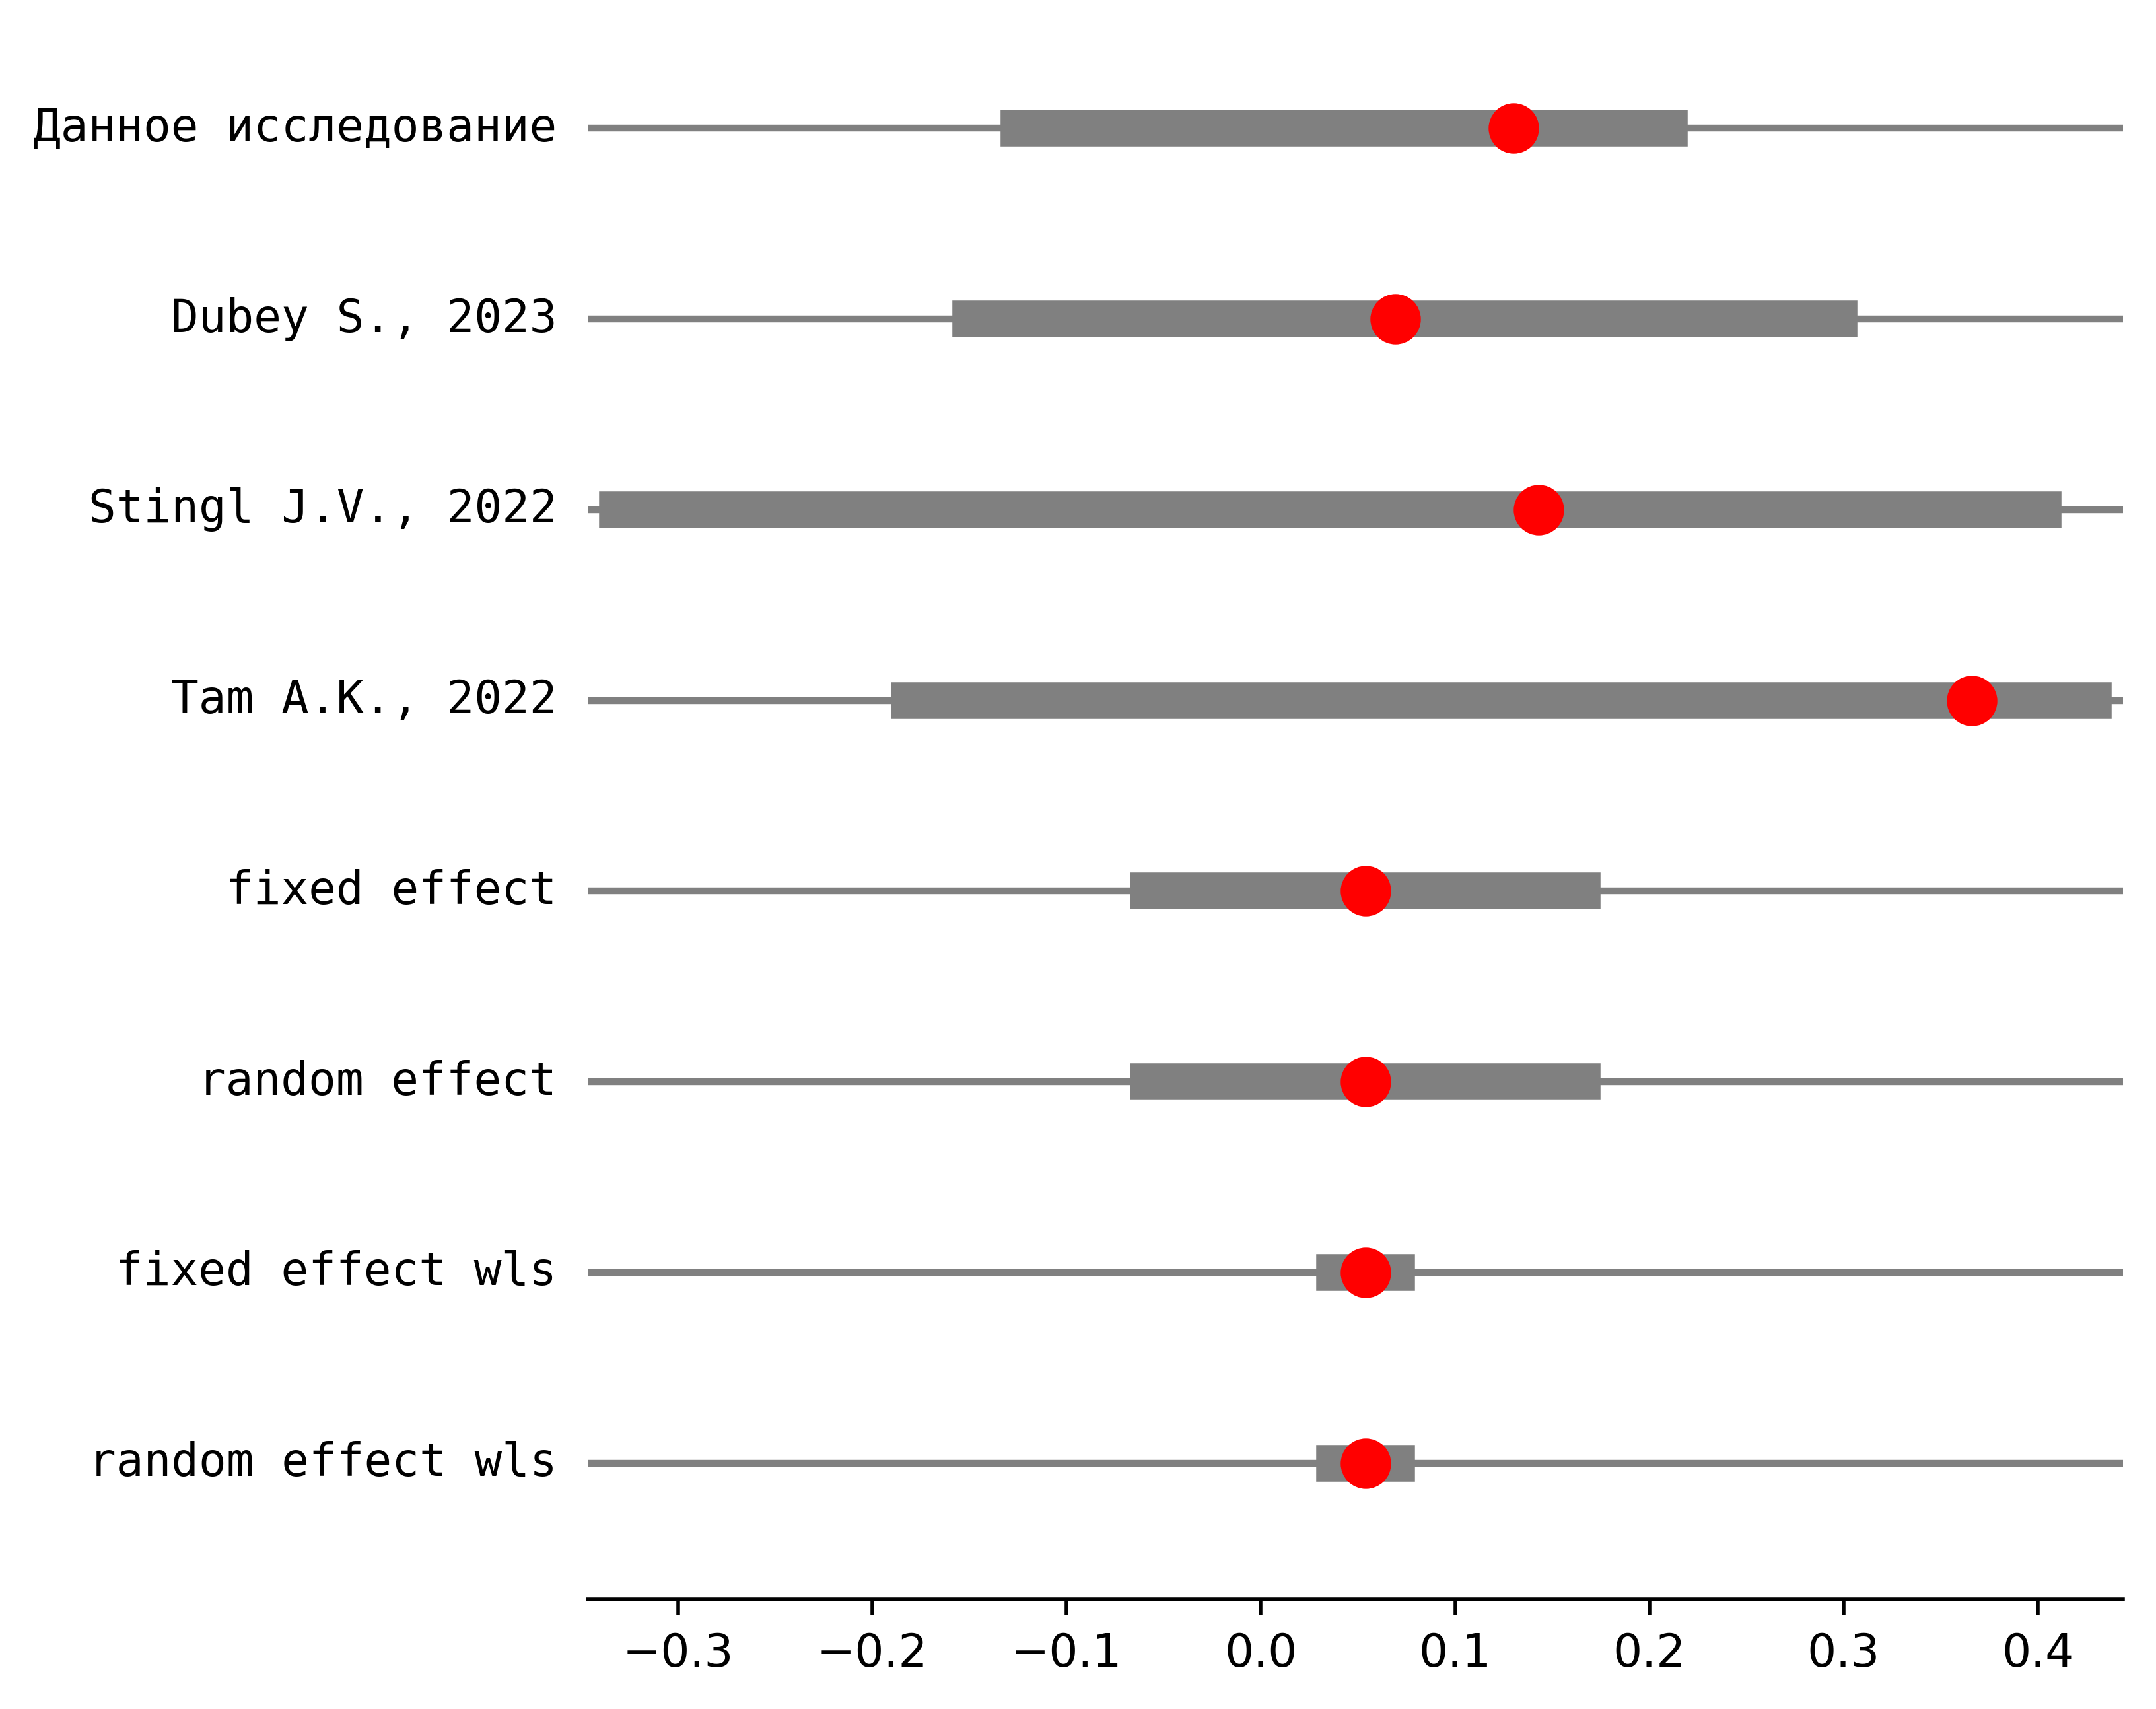 Данное исследование
Dubey S., 2023
Stingl J.V., 2022
Tam A.K., 2022
fixed effect
random effect
fixed effect wls
random effect wls
−0.3 −0.2 −0.1 0.0 0.1 0.2 0.3 0.4